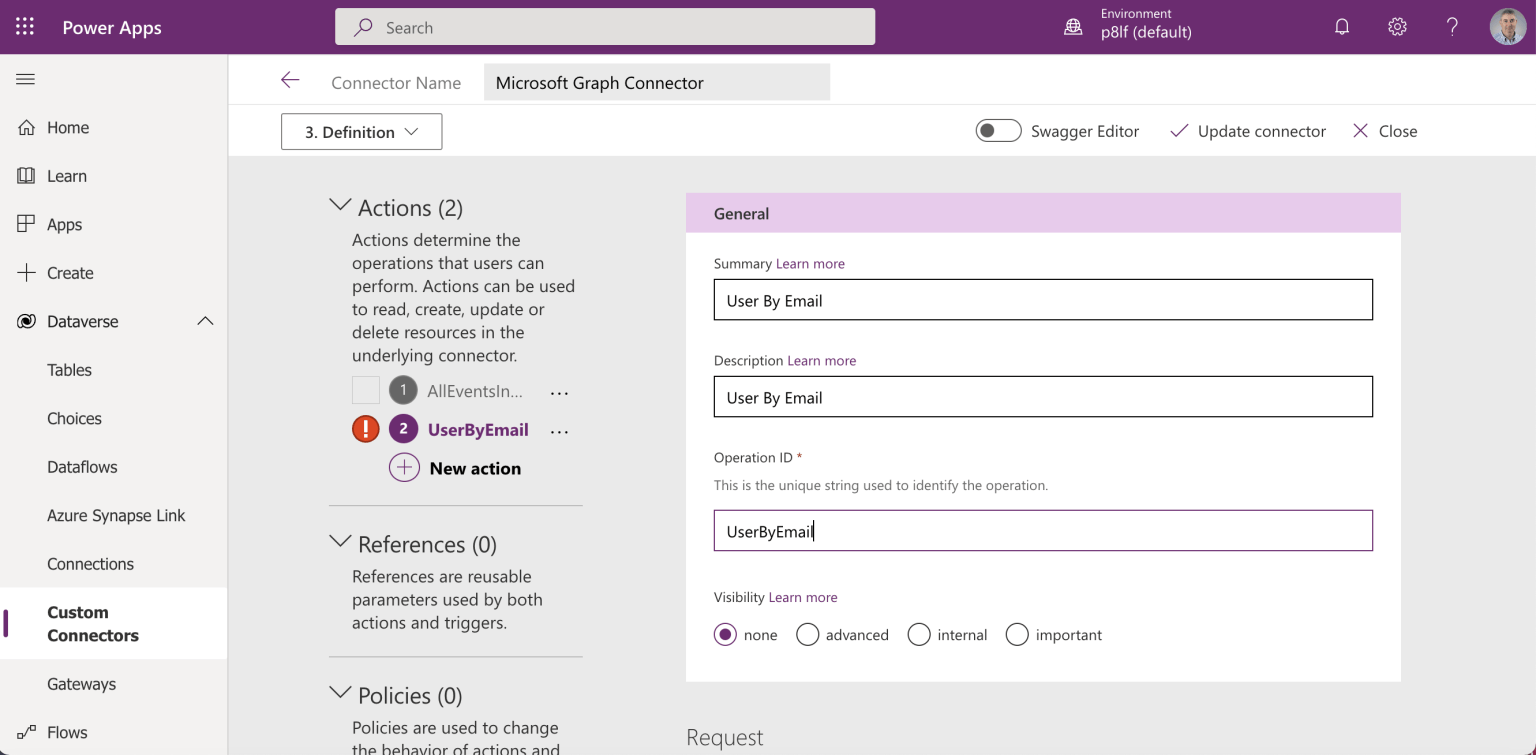 Power Apps
Search
Environment
p8lf (default)
?
Connector Name
Microsoft Graph Connector
3. Definition
Swagger Editor
Update connector
Close
Home
Learn
Apps
Create
Dataverse
Tables
Choices
Dataflows
Azure Synapse Link
Connections
Custom
Connectors
Gateways
Flows
Actions (2)
Actions determine the
operations that users can
perform. Actions can be used
to read, create, update or
delete resources in the
underlying connector.
1 AllEventsIn... ...
! 2 UserByEmail ...
New action
References (0)
References are reusable
parameters used by both
actions and triggers.
Policies (0)
Policies are used to change
the behavior of actions and
General
Summary Learn more
User By Email
Description Learn more
User By Email
Operation ID *
This is the unique string used to identify the operation.
UserByEmail
Visibility Learn more
none advanced internal important
Request